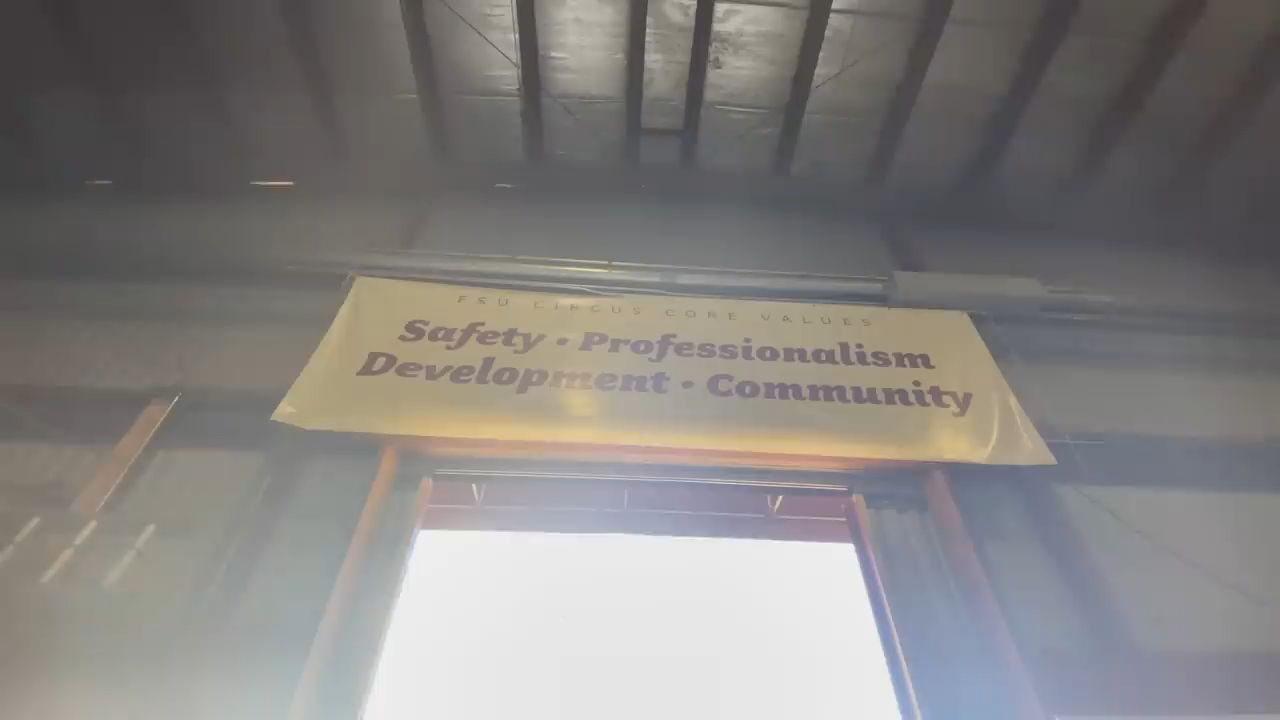 FSU CIRCUS CORE VALUES
Safety • Professionalism
Development • Community